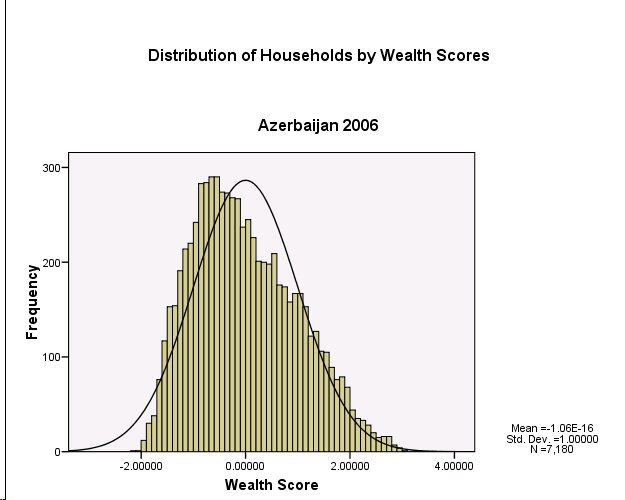 Distribution of Households by Wealth Scores
Azerbaijan 2006
300
200
100
0
Frequency
-2.00000 0.00000 2.00000 4.00000
Wealth Score
Mean =-1.06E-16
Std. Dev. =1.00000
N =7,180